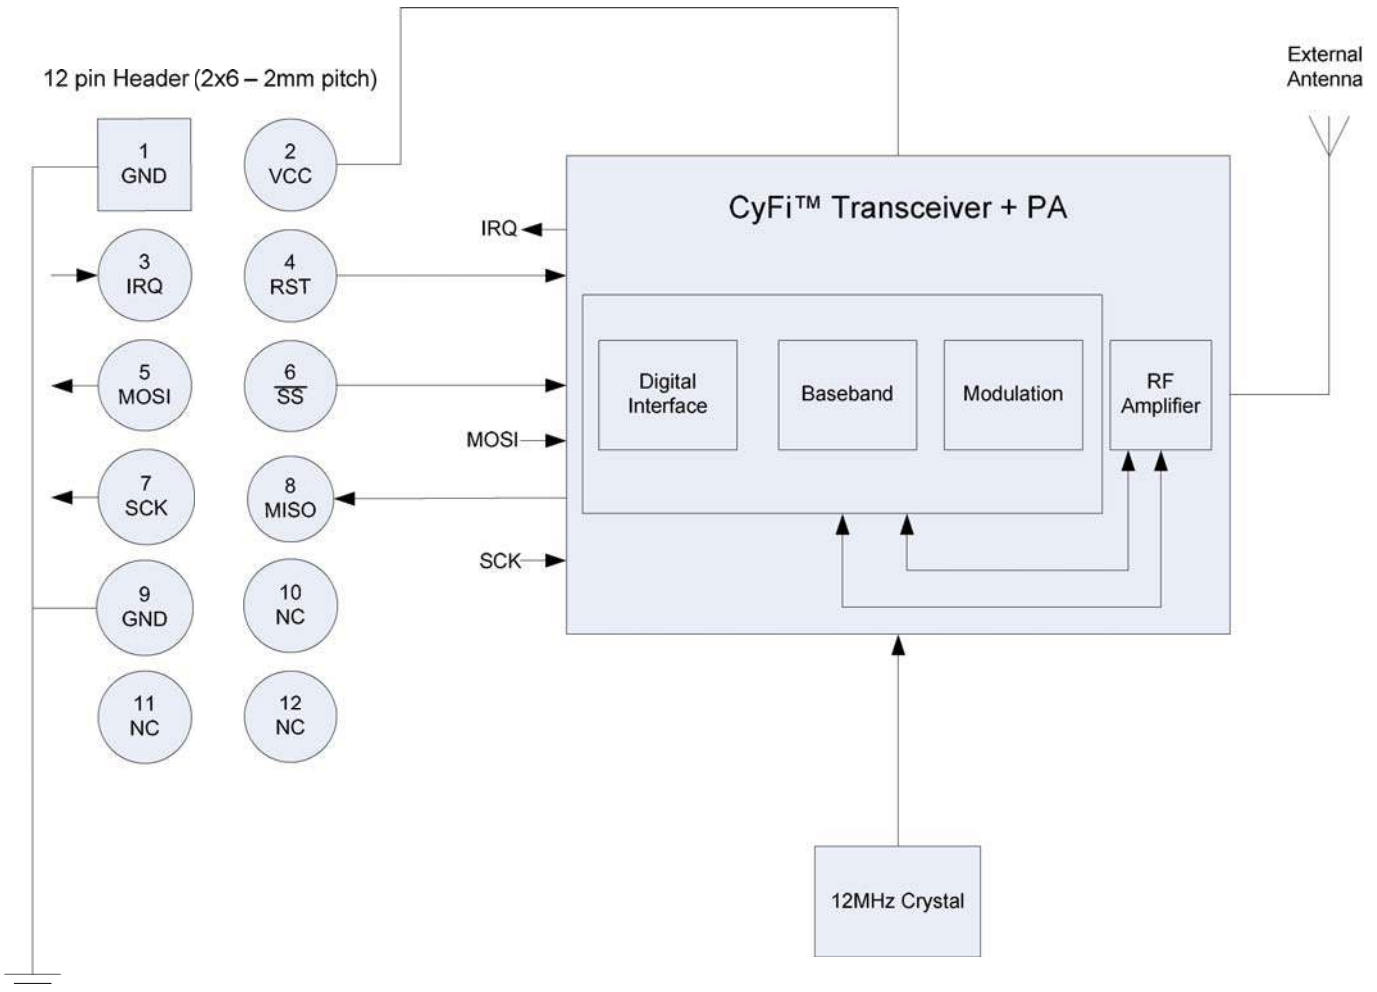 External
Antenna
12 pin Header (2x6 – 2mm pitch)
1
GND
2
VCC
CyFi™ Transceiver + PA
IRQ
3
IRQ
4
RST
Digital
Interface
Baseband
Modulation
RF
Amplifier
5
MOSI
6
SS
MOSI
7
SCK
8
MISO
SCK
9
GND
10
NC
11
NC
12
NC
12MHz Crystal